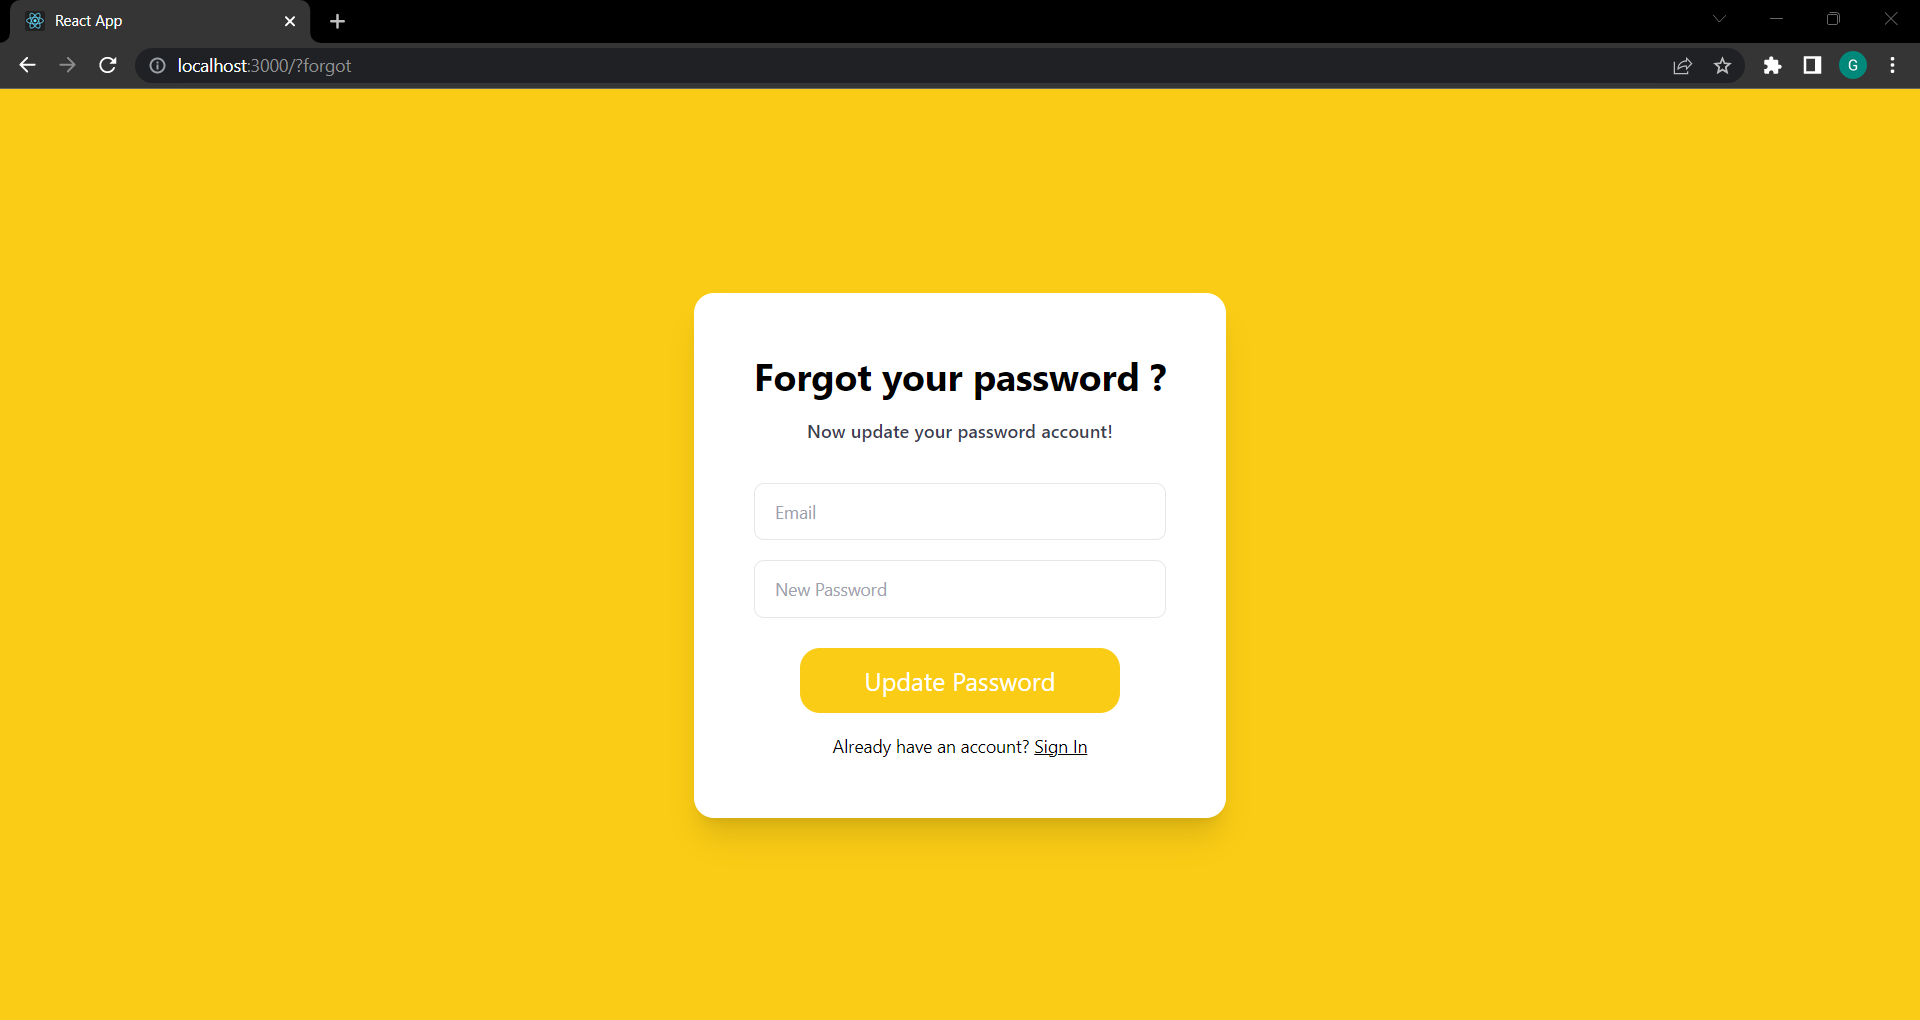 React App
localhost:3000/?forgot
G
Forgot your password ?
Now update your password account!
Email
New Password
Update Password
Already have an account? Sign In